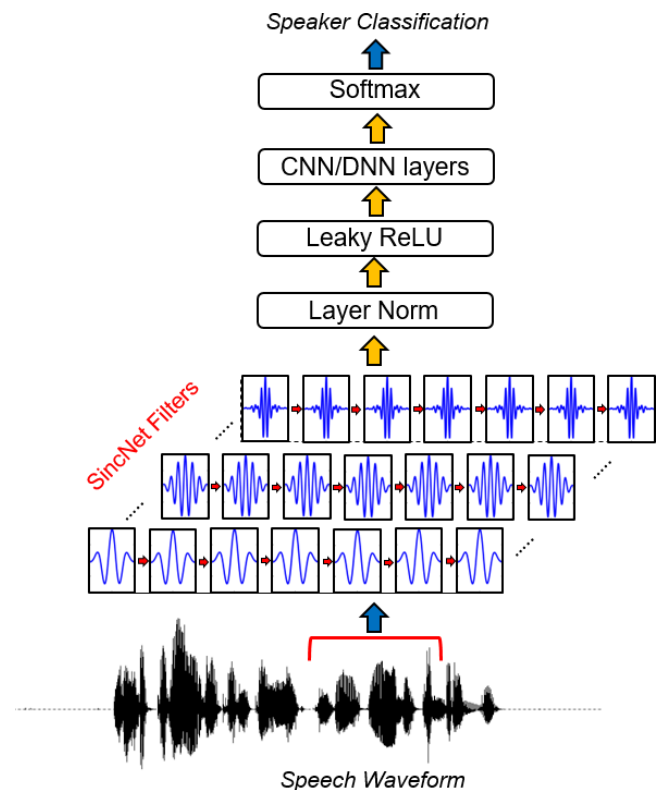 Speaker Classification
Softmax
CNN/DNN layers
Leaky ReLU
Layer Norm
SincNet Filters
Speech Waveform